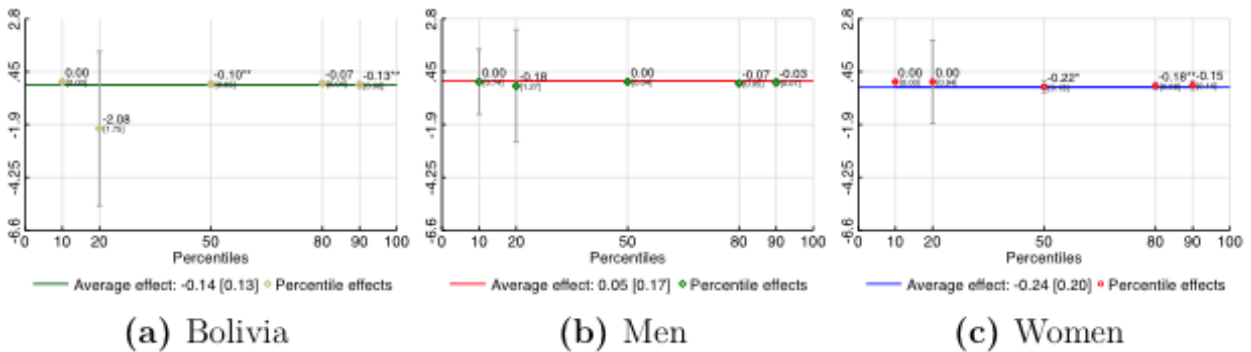 2.8
.45
-1.9
-4.25
-6.6
0.00
-2.08
[1.75]
-0.10**
-0.07
-0.13**
0 10 20 50 80 90 100
Percentiles
Average effect: -0.14 [0.13] Percentile effects
(a) Bolivia
2.8
.45
-1.9
-4.25
-6.6
0.00
-0.18
0.00
-0.07
-0.03
0 10 20 50 80 90 100
Percentiles
Average effect: 0.05 [0.17] Percentile effects
(b) Men
2.8
.45
-1.9
-4.25
-6.6
0.00
0.00
-0.22*
-0.18**
-0.15
0 10 20 50 80 90 100
Percentiles
Average effect: -0.24 [0.20] Percentile effects
(c) Women